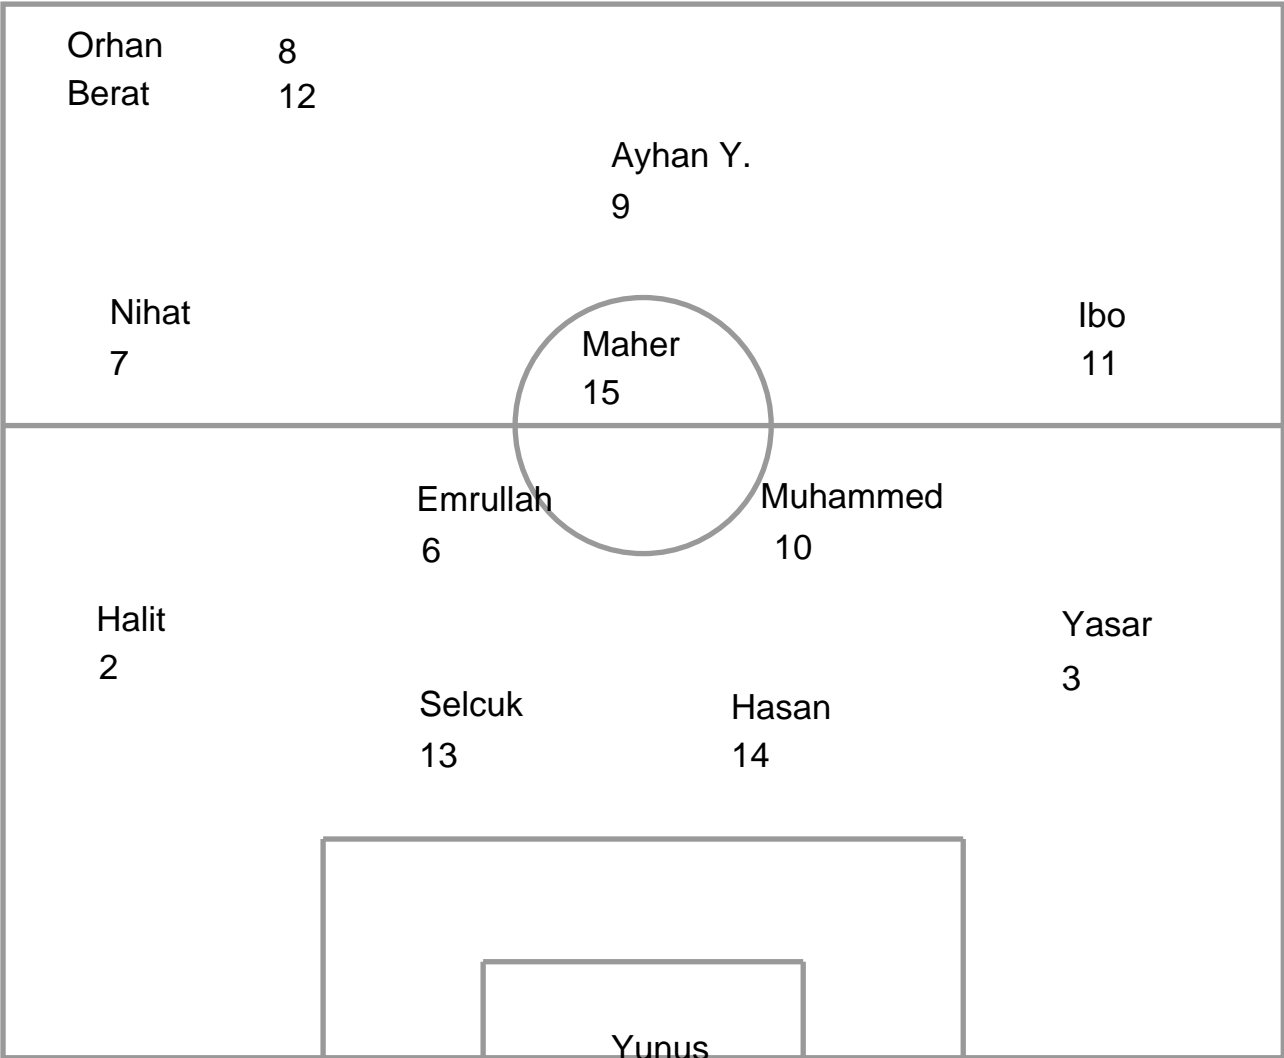 Orhan 8
Berat 12
Ayhan Y.
9
Nihat
7
Maher
15
Ibo
11
Emrullah
6
Muhammed
10
Halit
2
Yasar
3
Selcuk
13
Hasan
14
Yunus